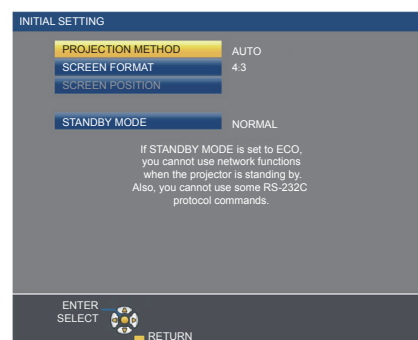 INITIAL SETTING
PROJECTION METHOD AUTO
SCREEN FORMAT 4:3
SCREEN POSITION
STANDBY MODE NORMAL
If STANDBY MODE is set to ECO,
you cannot use network functions
when the projector is standing by.
Also, you cannot use some RS-232C
protocol commands.
ENTER
SELECT
RETURN